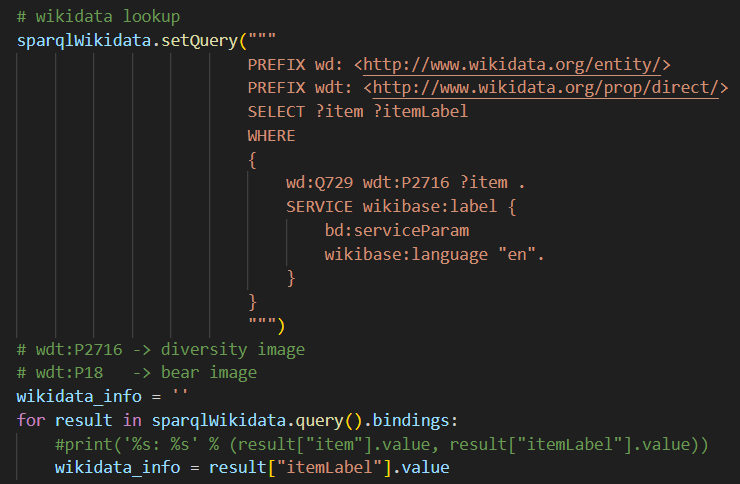 # wikidata lookup
sparqlWikidata.setQuery("""
PREFIX wd: <http://www.wikidata.org/entity/>
PREFIX wdt: <http://www.wikidata.org/prop/direct/>
SELECT ?item ?itemLabel
WHERE
{
wd:Q729 wdt:P2716 ?item .
SERVICE wikibase:label {
bd:serviceParam
wikibase:language "en".
}
}
""")
# wdt:P2716 -> diversity image
# wdt:P18   -> bear image
wikidata_info = ''
for result in sparqlWikidata.query().bindings:
#print('%s: %s' % (result["item"].value, result["itemLabel"].value))
wikidata_info = result["itemLabel"].value